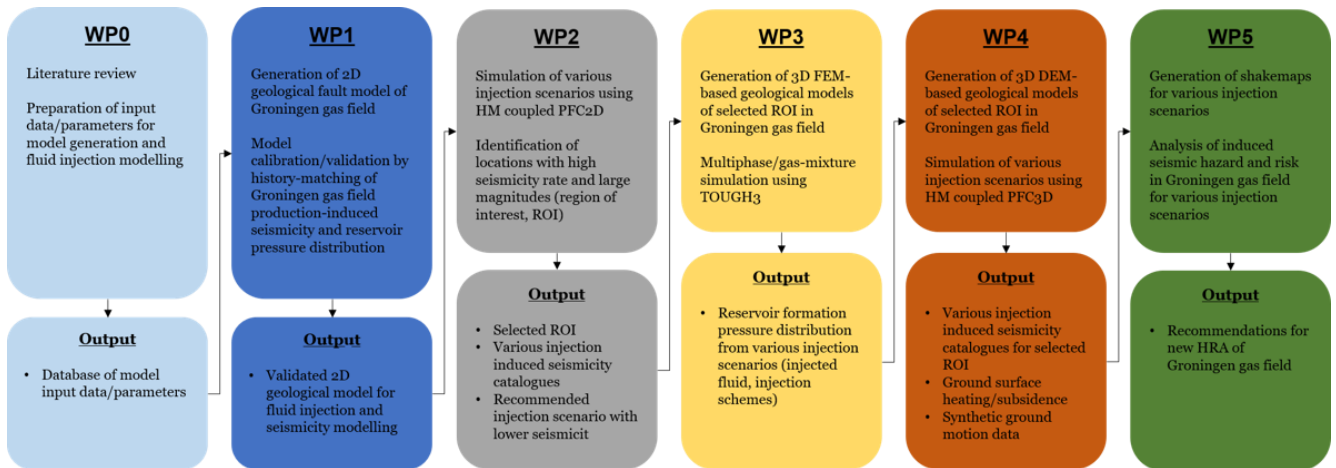 WP0
Literature review
Preparation of input
data/parameters for
model generation and
fluid injection modelling
Output
• Database of model
input data/parameters
WP1
Generation of 2D
geological fault model of
Groningen gas field
Model
calibration/validation by
history-matching of
Groningen gas field
production-induced
seismicity and reservoir
pressure distribution
Output
• Validated 2D
geological model for
fluid injection and
seismicity modelling
WP2
Simulation of various
injection scenarios using
HM coupled PFC2D
Identification of
locations with high
seismicity rate and large
magnitudes (region of
interest, ROI)
Output
• Selected ROI
• Various injection
induced seismicity
catalogues
• Recommended
injection scenario with
lower seismicit
WP3
Generation of 3D FEM-
based geological models
of selected ROI in
Groningen gas field
Multiphase/gas-mixture
simulation using
TOUGH3
Output
• Reservoir formation
pressure distribution
from various injection
scenarios (injected fluid,
injection
schemes)
WP4
Generation of 3D DEM-
based geological models
of selected ROI in
Groningen gas field
Simulation of various
injection scenarios using
HM coupled PFC3D
Output
• Various injection
induced seismicity
catalogues for selected
ROI
• Ground surface
heating/subsidence
• Synthetic ground
motion data
WP5
Generation of shakemaps
for various injection
scenarios
Analysis of induced
seismic hazard and risk
in Groningen gas field
for various injection
scenarios
Output
• Recommendations for
new HRA of
Groningen gas field